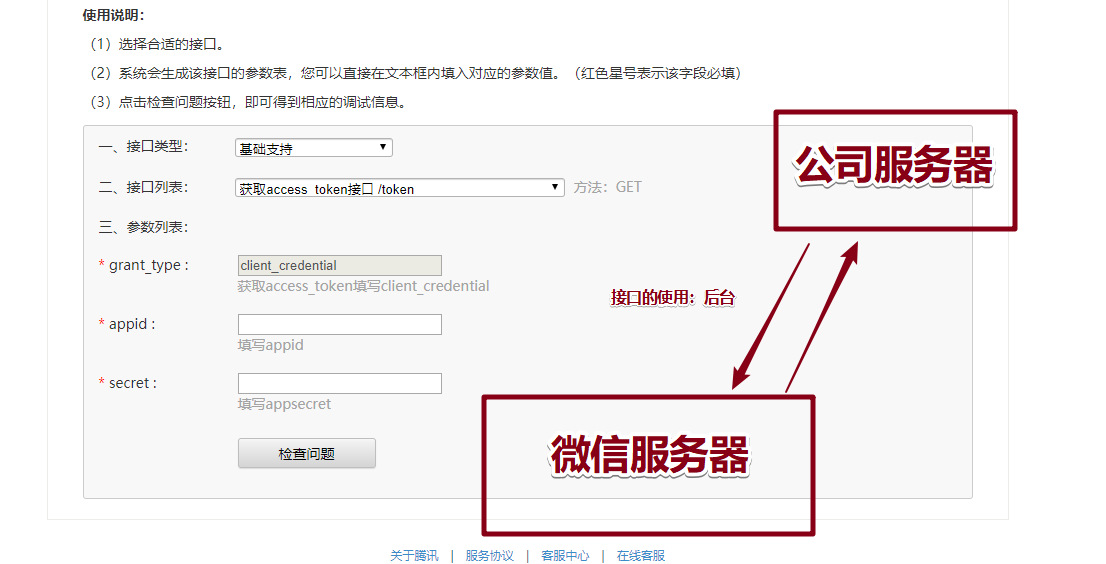 使用说明：
（1）选择合适的接口。
（2）系统会生成该接口的参数表，您可以直接在文本框内填入对应的参数值。（红色星号表示该字段必填）
（3）点击检查问题按钮，即可得到相应的调试信息。
一、接口类型： 基础支持
公司服务器
二、接口列表： 获取access_token接口 /token 方法：GET
三、参数列表：
* grant_type : client_credential
获取access_token填写client_credential
接口的使用：后台
* appid :
填写appid
* secret :
填写appsecret
检查问题
微信服务器
关于腾讯 | 服务协议 | 客服中心 | 在线客服